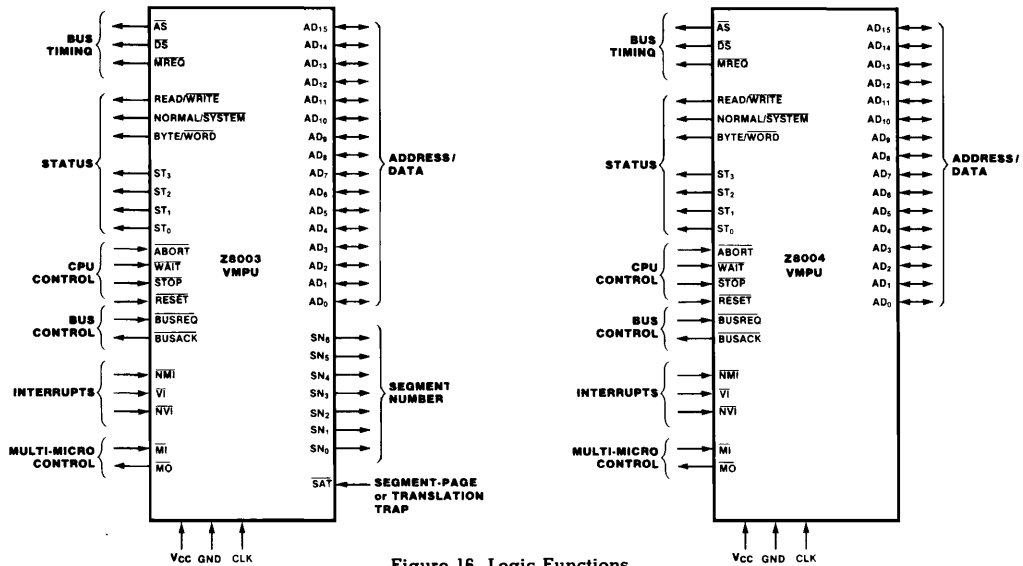 BUS
TIMING
AS
DS
MREQ
STATUS
READ/WRITE
NORMAL/SYSTEM
BYTE/WORD
ST3
ST2
ST1
ST0
CPU
CONTROL
ABORT
WAIT
STOP
RESET
BUS
CONTROL
BUSREQ
BUSACK
INTERRUPTS
NMI
VI
NVI
MULTI-MICRO
CONTROL
MI
MO
Z8003
VMPU
AD15
AD14
AD13
AD12
AD11
AD10
AD9
AD8
AD7
AD6
AD5
AD4
AD3
AD2
AD1
AD0
ADDRESS/
DATA
SN6
SN5
SN4
SN3
SN2
SN1
SN0
SEGMENT
NUMBER
SAT
SEGMENT-PAGE
or TRANSLATION
TRAP
VCC GND CLK
BUS
TIMING
AS
DS
MREQ
STATUS
READ/WRITE
NORMAL/SYSTEM
BYTE/WORD
ST3
ST2
ST1
ST0
CPU
CONTROL
ABORT
WAIT
STOP
RESET
BUS
CONTROL
BUSREQ
BUSACK
INTERRUPTS
NMI
VI
NVI
MULTI-MICRO
CONTROL
MI
MO
Z8004
VMPU
AD15
AD14
AD13
AD12
AD11
AD10
AD9
AD8
AD7
AD6
AD5
AD4
AD3
AD2
AD1
AD0
ADDRESS/
DATA
VCC GND CLK
Figure 16. Logic Functions